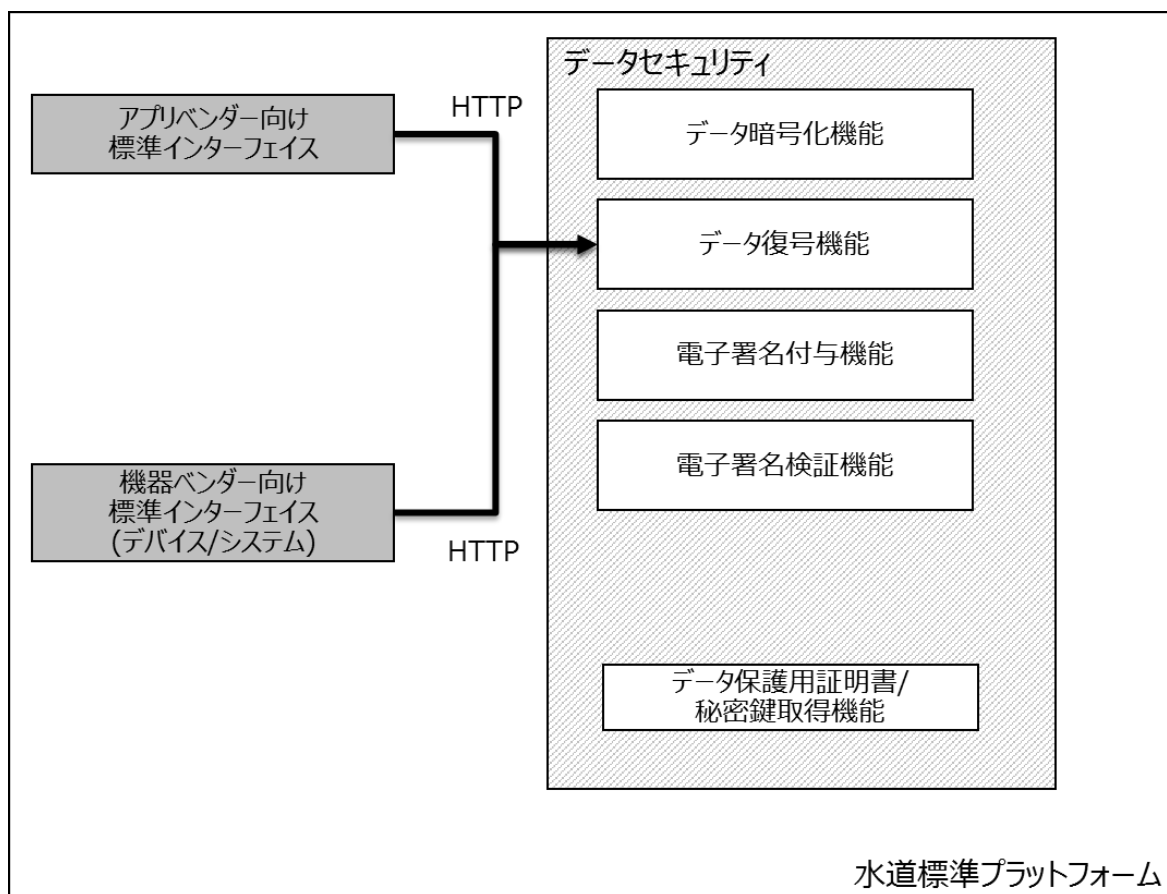 データセキュリティ
アプリベンダー向け
標準インターフェイス
HTTP
データ暗号化機能
データ復号機能
電子署名付与機能
電子署名検証機能
機器ベンダー向け
標準インターフェイス
(デバイス/システム)
HTTP
データ保護用証明書/
秘密鍵取得機能
水道標準プラットフォーム